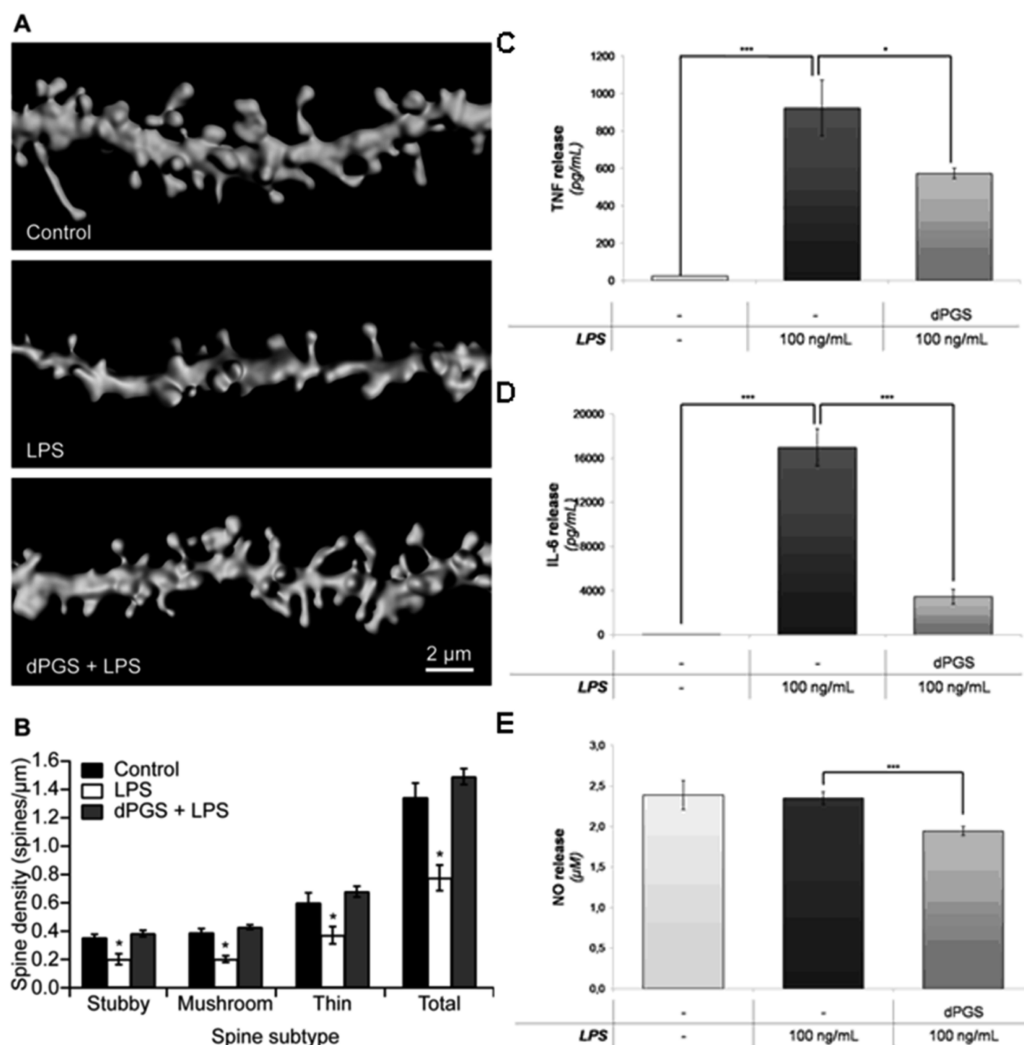 A
Control
LPS
dPGS + LPS
2 µm
B
Spine density (spines/µm)
1.6
1.4
1.2
1.0
0.8
0.6
0.4
0.2
0.0
Control
LPS
dPGS + LPS
* * * *
Stubby Mushroom Thin Total
Spine subtype
C
TNF release
(pg/mL)
1200
1000
800
600
400
200
0
*** *
- - dPGS
LPS - 100 ng/mL 100 ng/mL
D
IL-6 release
(pg/mL)
20000
16000
12000
8000
4000
0
*** ***
- - dPGS
LPS - 100 ng/mL 100 ng/mL
E
NO release
(µM)
3,0
2,5
2,0
1,5
1,0
0,5
0,0
***
- - dPGS
LPS - 100 ng/mL 100 ng/mL